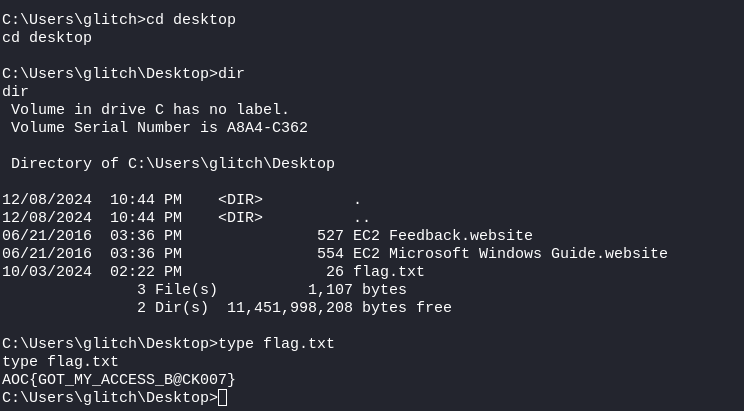 C:\Users\glitch>cd desktop
cd desktop

C:\Users\glitch\Desktop>dir
dir
 Volume in drive C has no label.
 Volume Serial Number is A8A4-C362

 Directory of C:\Users\glitch\Desktop

12/08/2024  10:44 PM    <DIR>          .
12/08/2024  10:44 PM    <DIR>          ..
06/21/2016  03:36 PM               527 EC2 Feedback.website
06/21/2016  03:36 PM               554 EC2 Microsoft Windows Guide.website
10/03/2024  02:22 PM                26 flag.txt
               3 File(s)          1,107 bytes
               2 Dir(s)  11,451,998,208 bytes free

C:\Users\glitch\Desktop>type flag.txt
type flag.txt
AOC{GOT_MY_ACCESS_B@CK007}
C:\Users\glitch\Desktop>